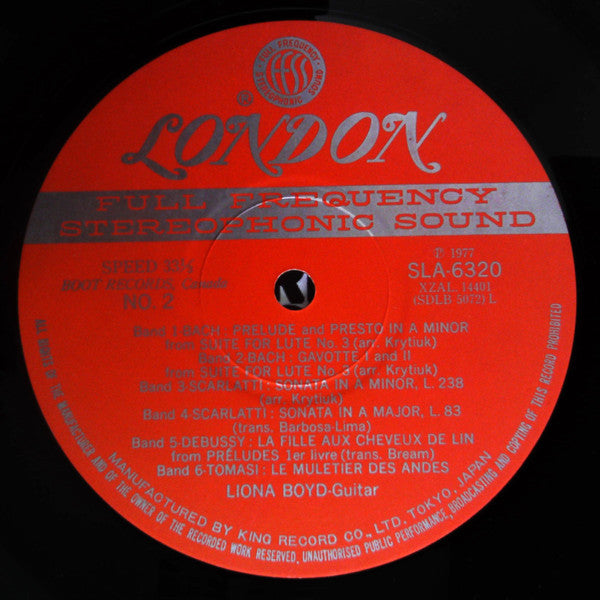 FULL FREQUENCY
STEREOPHONIC SOUND
® LONDON
FULL FREQUENCY
STEREOPHONIC SOUND
SPEED 33⅓
BOOT RECORDS, Canada
NO. 2
℗ 1977
SLA-6320
XZAL. 14401
(SDLB 5072) L
Band 1-BACH : PRELUDE and PRESTO IN A MINOR
from SUITE FOR LUTE No. 3 (arr. Krytiuk)
Band 2-BACH : GAVOTTE I and II
from SUITE FOR LUTE No. 3 (arr. Krytiuk)
Band 3-SCARLATTI : SONATA IN A MINOR, L. 238
(arr. Krytiuk)
Band 4-SCARLATTI : SONATA IN A MAJOR, L. 83
(trans. Barbosa-Lima)
Band 5-DEBUSSY : LA FILLE AUX CHEVEUX DE LIN
from PRÉLUDES 1er livre (trans. Bream)
Band 6-TOMASI : LE MULETIER DES ANDES
LIONA BOYD-Guitar
MANUFACTURED BY KING RECORD CO., LTD, TOKYO, JAPAN
ALL RIGHTS OF THE MANUFACTURER AND OF THE OWNER OF THE RECORDED WORK RESERVED, UNAUTHORISED PUBLIC PERFORMANCE, BROADCASTING AND COPYING OF THIS RECORD PROHIBITED